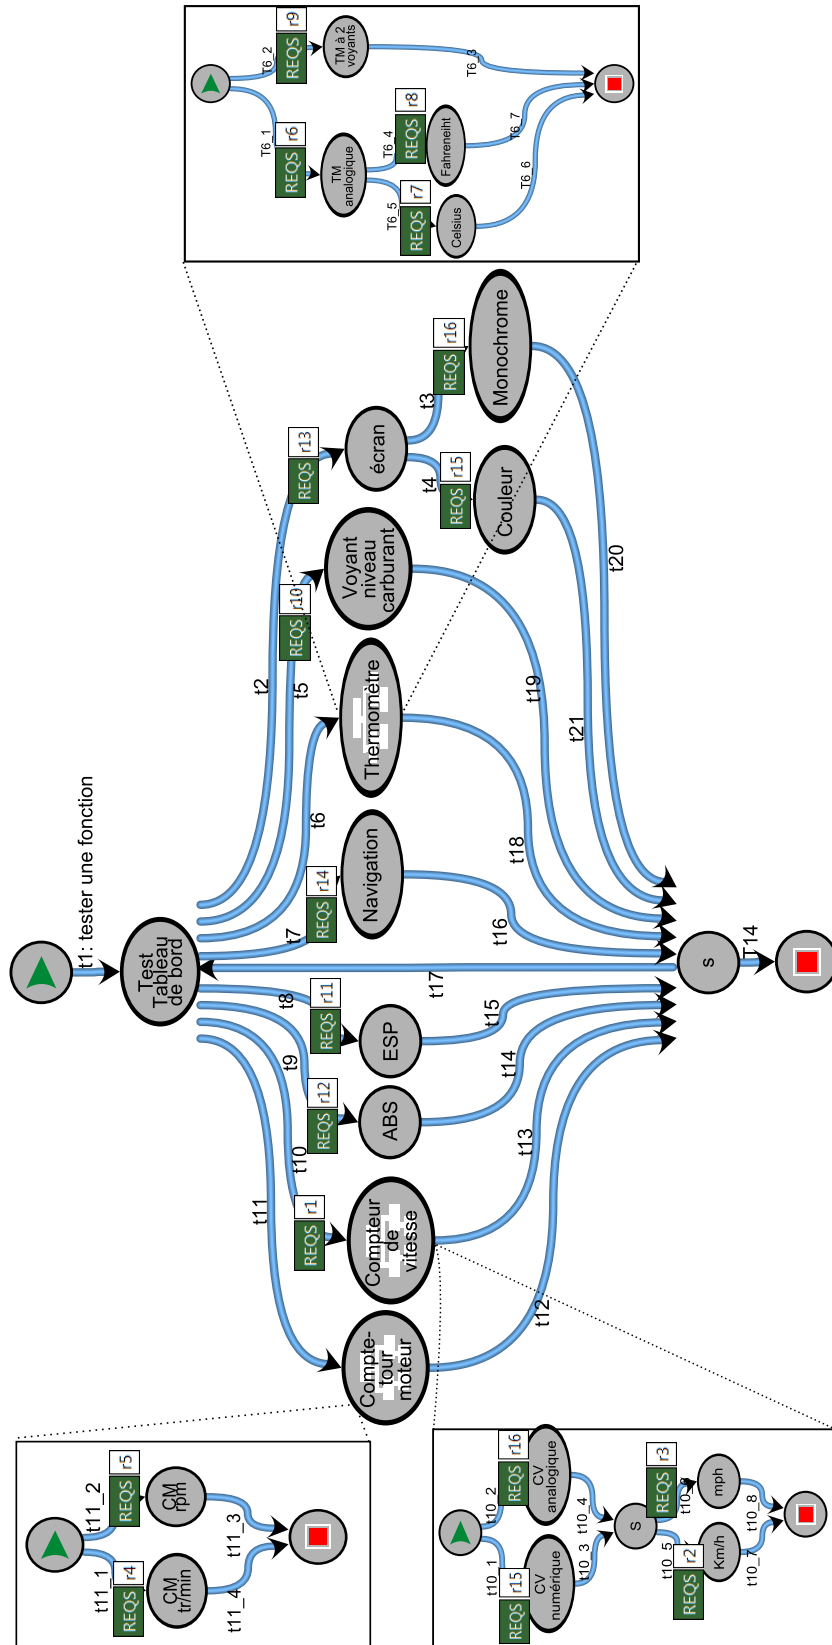 t1: tester une fonction
Test
Tableau
de bord
t11
t10
t9
t8
t7
t6
t5
t2
REQS r1
REQS r12
REQS r11
REQS r14
REQS r10
REQS r13
Compte-
tour
moteur
Compteur
de
vitesse
ABS
ESP
Navigation
Thermomètre
Voyant
niveau
carburant
écran
t4
t3
REQS r15
REQS r16
Couleur
Monochrome
t12
t13
t14
t15
t17
t16
t18
t19
t21
t20
s
T14
t11_1
t11_2
REQS r4
REQS r5
CM
tr/min
CM
rpm
t11_4
t11_3
t10_1
t10_2
REQS r15
REQS r16
CV
numérique
CV
analogique
t10_3
t10_4
S
t10_5
REQS r2
REQS r3
Km/h
mph
t10_7
t10_8
T6_1
T6_2
REQS r6
REQS r9
TM
analogique
TM à 2
voyants
T6_5
T6_4
T6_3
REQS r7
REQS r8
Celsius
Fahreneiht
T6_6
T6_7